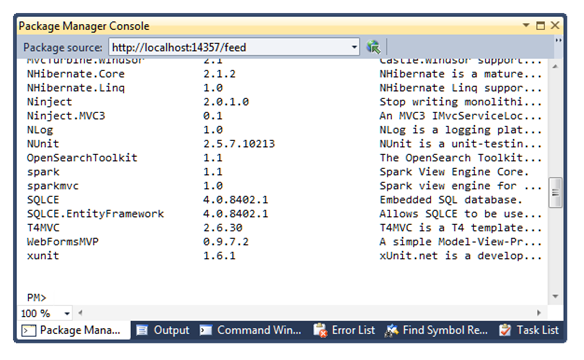 Package Manager Console
Package source: http://localhost:14357/feed
MvcTurbine.Windsor 2.1 Castle.Windsor support...
NHibernate.Core 2.1.2 NHibernate is a mature...
NHibernate.Linq 1.0 NHibernate Linq suppor...
Ninject 2.0.1.0 Stop writing monolithi...
Ninject.MVC3 0.1 An MVC3 IMvcServiceLoc...
NLog 1.0 NLog is a logging plat...
NUnit 2.5.7.10213 NUnit is a unit-testin...
OpenSearchToolkit 1.1 The OpenSearch Toolkit...
spark 1.1 Spark View Engine Core.
sparkmvc 1.0 Spark view engine for ...
SQLCE 4.0.8402.1 Embedded SQL database.
SQLCE.EntityFramework 4.0.8402.1 Allows SQLCE to be use...
T4MVC 2.6.30 T4MVC is a T4 template...
WebFormsMVP 0.9.7.2 A simple Model-View-Pr...
xunit 1.6.1 xUnit.net is a develop...
PM>
100 %
Package Mana... Output Command Win... Error List Find Symbol Re... Task List